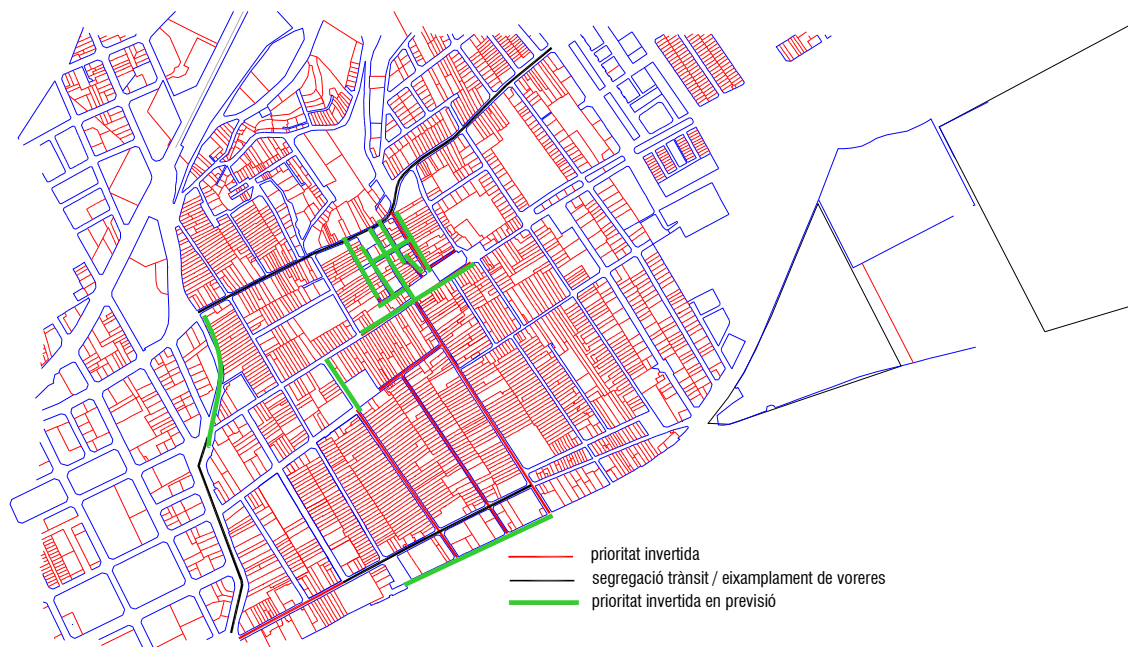 prioritat invertida
segregació trànsit / eixamplament de voreres
prioritat invertida en previsió